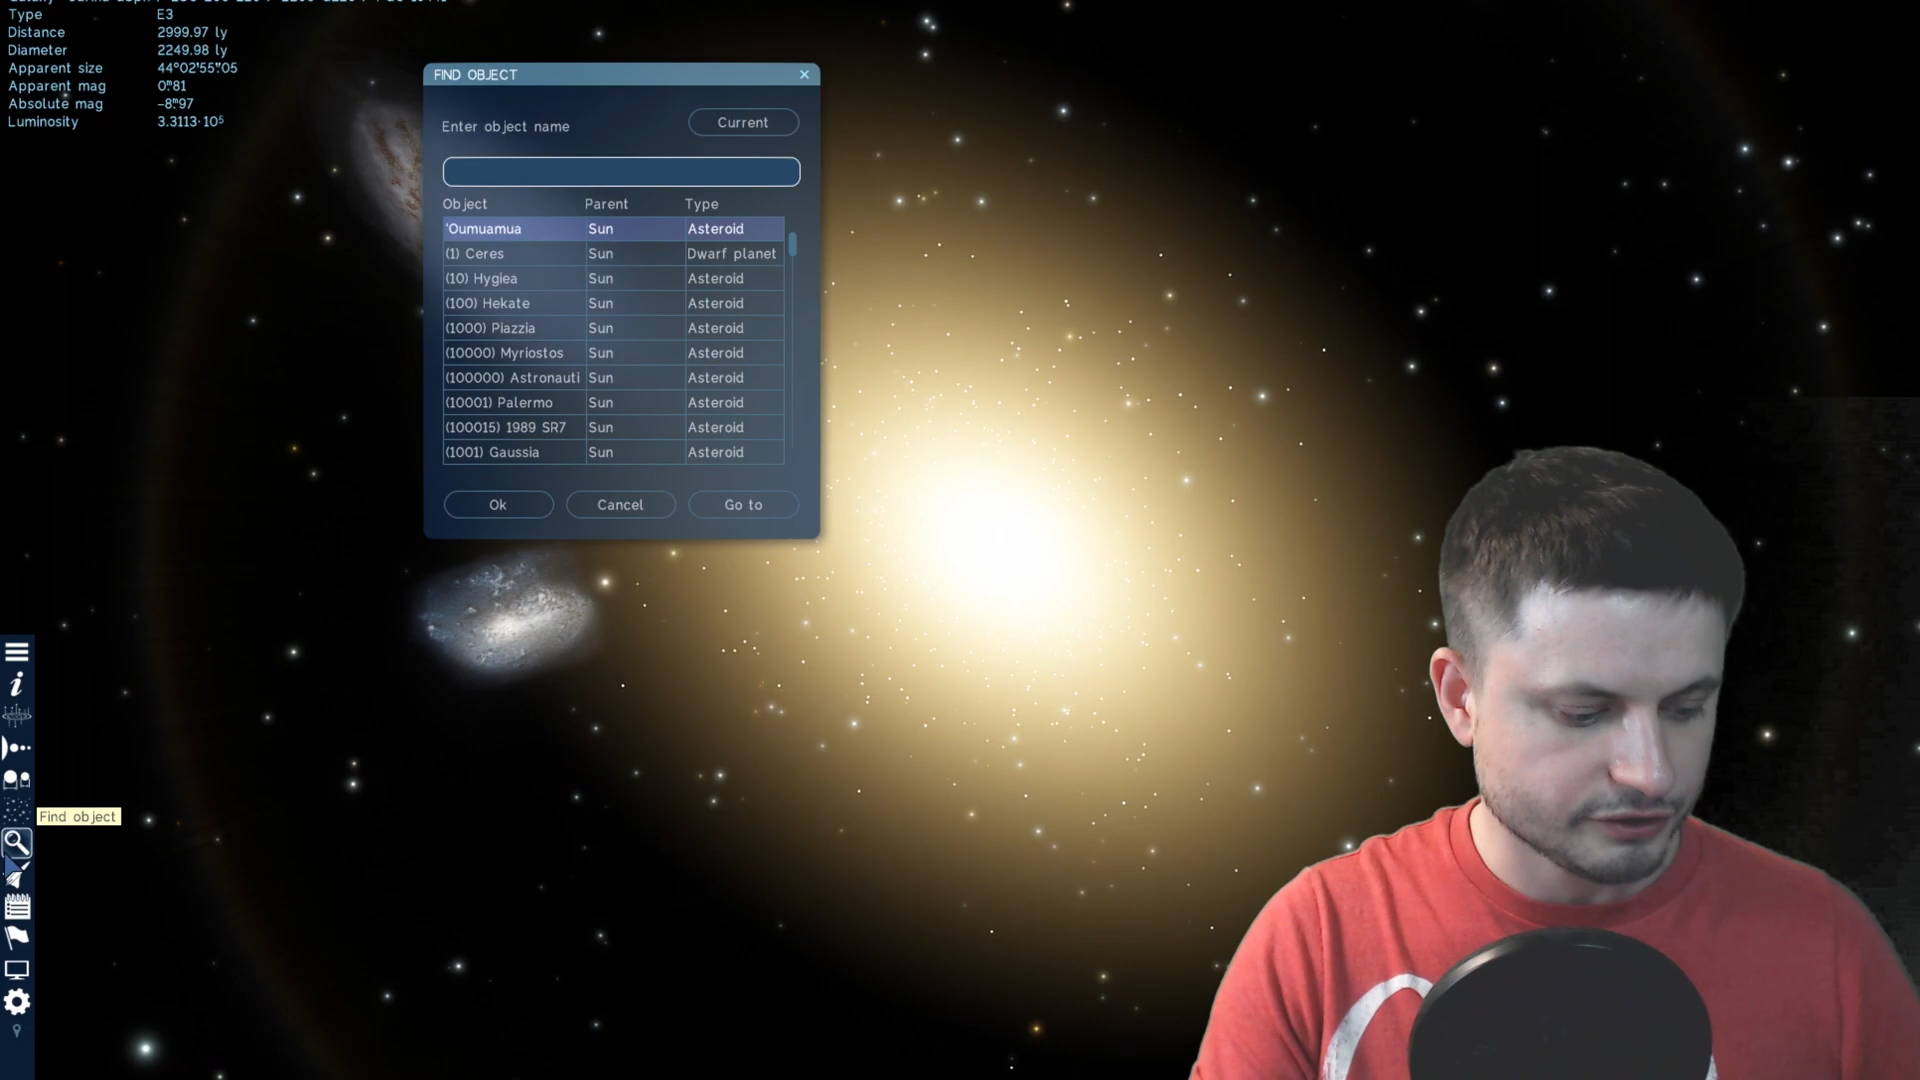 Type E3
Distance 2999.97 ly
Diameter 2249.98 ly
Apparent size 44°02'55".05
Apparent mag 0ᵐ.81
Absolute mag -8ᵐ.97
Luminosity 3.3113·10⁵
FIND OBJECT
Enter object name
Current
Object Parent Type
'Oumuamua Sun Asteroid
(1) Ceres Sun Dwarf planet
(10) Hygiea Sun Asteroid
(100) Hekate Sun Asteroid
(1000) Piazzia Sun Asteroid
(10000) Myriostos Sun Asteroid
(100000) Astronauti Sun Asteroid
(10001) Palermo Sun Asteroid
(100015) 1989 SR7 Sun Asteroid
(1001) Gaussia Sun Asteroid
Ok Cancel Go to
Find object